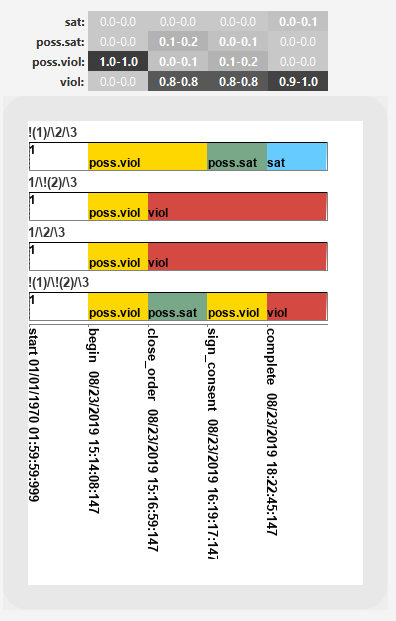 sat: 0.0-0.0 0.0-0.0 0.0-0.0 0.0-0.1
poss.sat: 0.0-0.0 0.1-0.2 0.0-0.1 0.0-0.0
poss.viol: 1.0-1.0 0.0-0.1 0.1-0.2 0.0-0.0
viol: 0.0-0.0 0.8-0.8 0.8-0.8 0.9-1.0
!(1)/\2/\3
1
poss.viol poss.sat sat
1/\!(2)/\3
1
poss.viol viol
1/\2/\3
1
poss.viol viol
!(1)/\!(2)/\3
1
poss.viol poss.sat poss.viol viol
start 01/01/1970 01:59:59:999
begin 08/23/2019 15:14:08:147
close_order 08/23/2019 15:16:59:147
sign_consent 08/23/2019 16:19:17:147
complete 08/23/2019 18:22:45:147